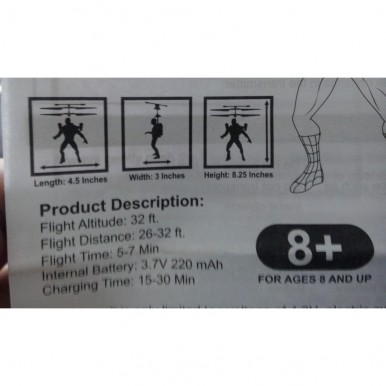 Length: 4.5 Inches
Width: 3 Inches
Height: 8.25 Inches
Product Description:
Flight Altitude: 32 ft.
Flight Distance: 26-32 ft.
Flight Time: 5-7 Min
Internal Battery: 3.7V 220 mAh
Charging Time: 15-30 Min
8+
FOR AGES 8 AND UP